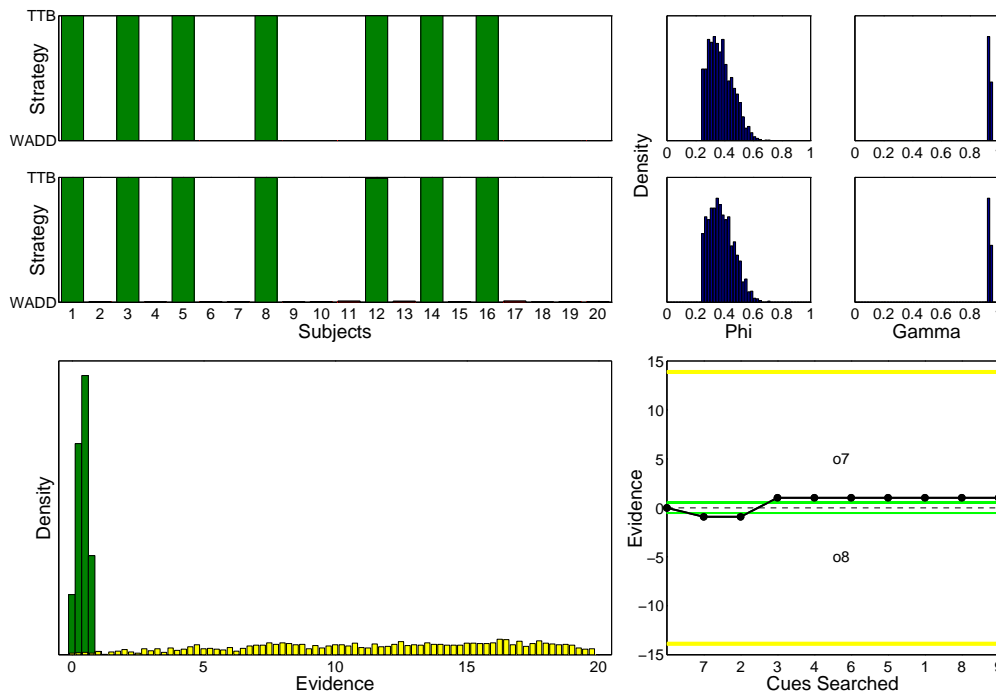 TTB
Strategy
WADD
TTB
Strategy
WADD
1 2 3 4 5 6 7 8 9 10 11 12 13 14 15 16 17 18 19 20
Subjects
Density
0 0.2 0.4 0.6 0.8 1
0 0.2 0.4 0.6 0.8 1
0 0.2 0.4 0.6 0.8 1
Phi
0 0.2 0.4 0.6 0.8 1
Gamma
Density
0 5 10 15 20
Evidence
Evidence
15
10
5
0
−5
−10
−15
o7
o8
7 2 3 4 6 5 1 8 9
Cues Searched